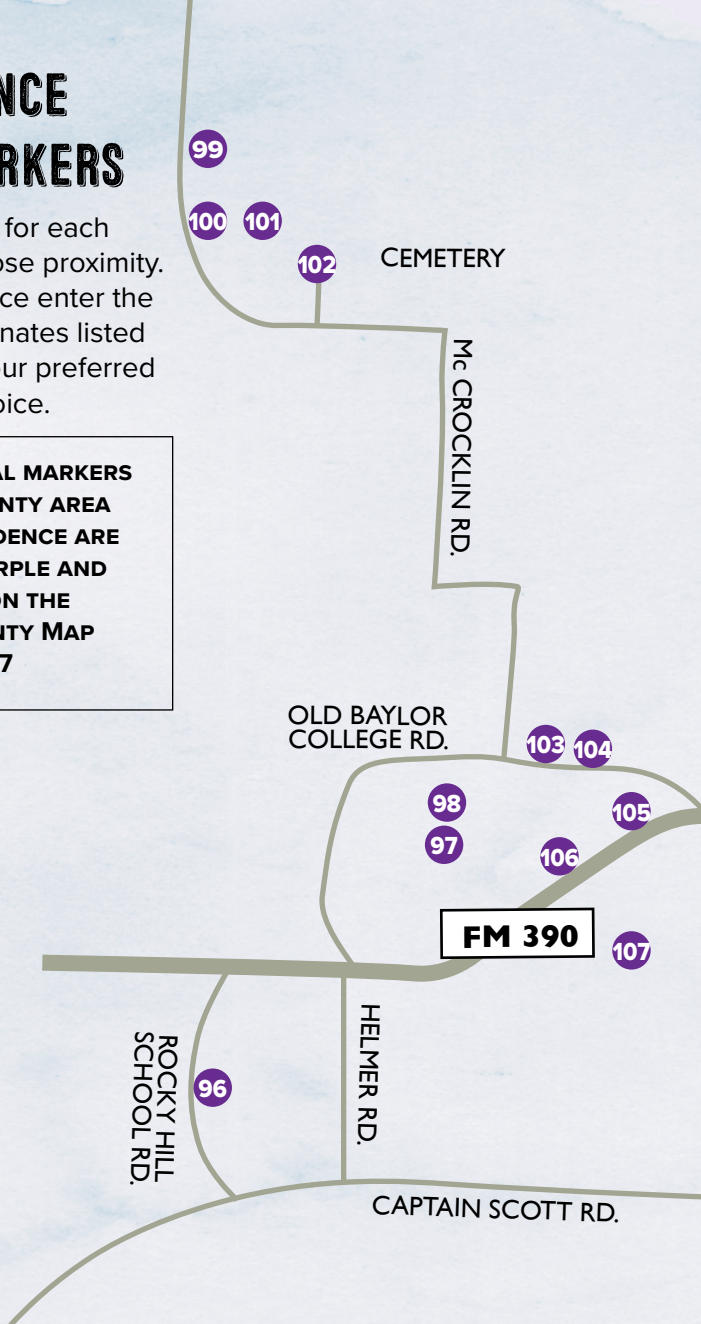 NCE
RKERS
for each
ose proximity.
ce enter the
nates listed
ur preferred
oice.
AL MARKERS
NTY AREA
DENCE ARE
RPLE AND
ON THE
NTY MAP
7
99
100 101
102
CEMETERY
Mc CROCKLIN RD.
OLD BAYLOR
COLLEGE RD.
103 104
98
105
97
106
FM 390
107
ROCKY HILL
SCHOOL RD.
96
HELMER RD.
CAPTAIN SCOTT RD.